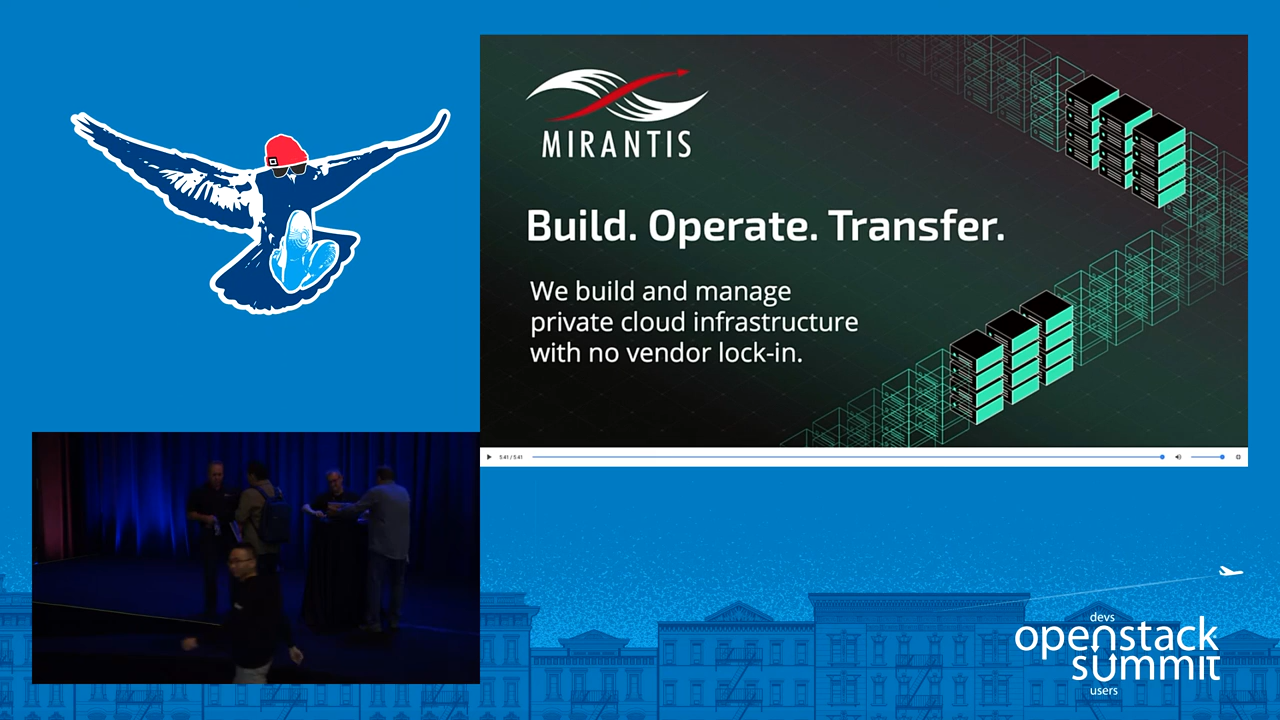 MIRANTIS
Build. Operate. Transfer.
We build and manage
private cloud infrastructure
with no vendor lock-in.
5:41 / 5:41
devs
openstack
summit
users